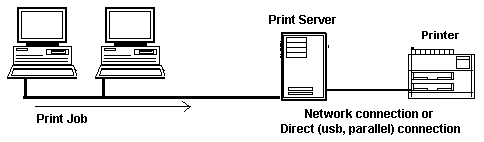 Print Server
Printer
Print Job
Network connection or
Direct (usb, parallel) connection